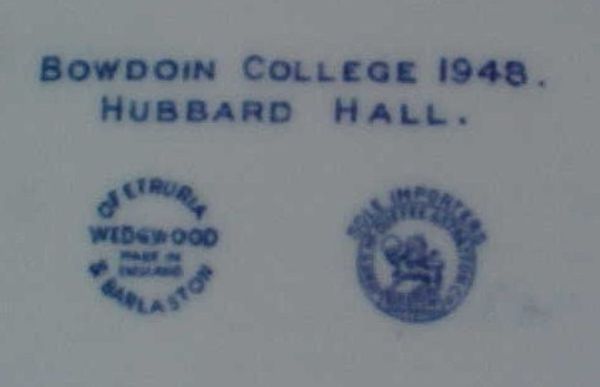 BOWDOIN COLLEGE 1948.
HUBBARD HALL.
OF ETRURIA
WEDGWOOD
MADE IN
ENGLAND
& BARLASTON
SOLE IMPORTERS